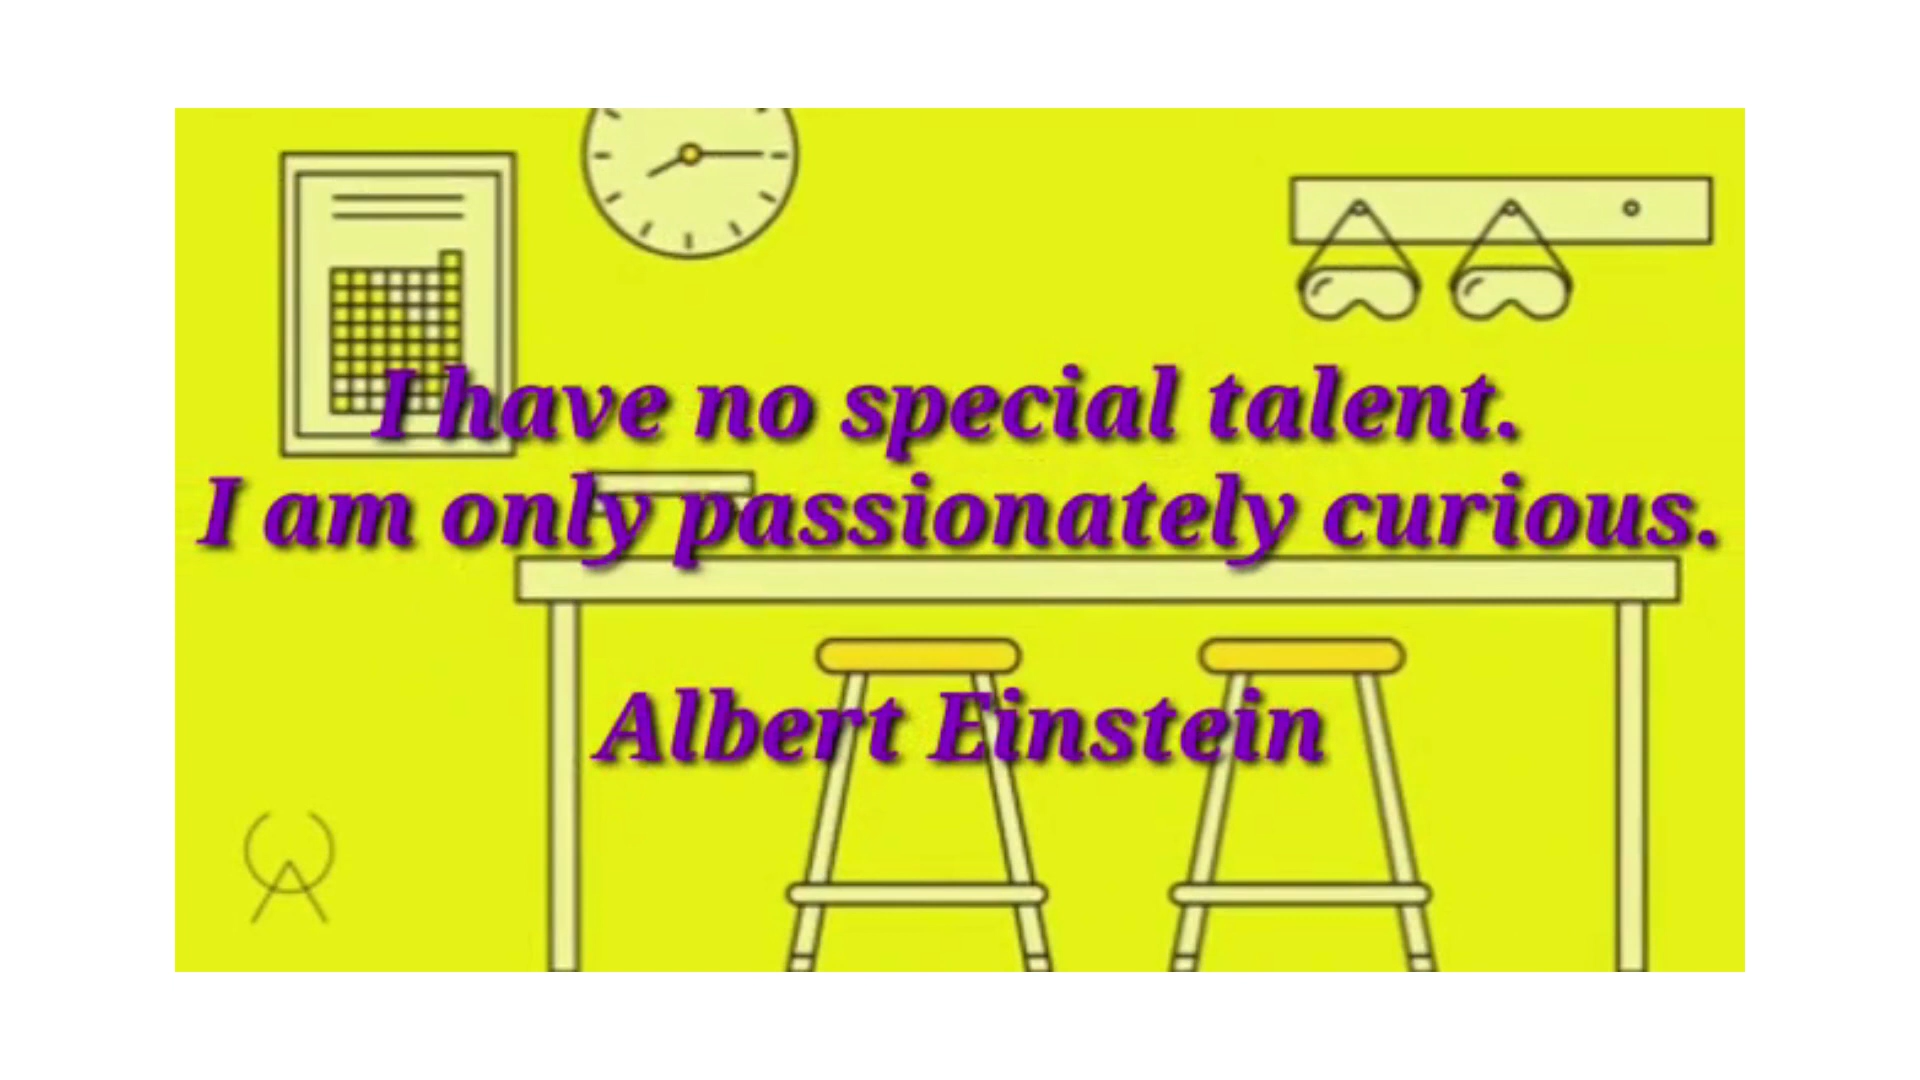 I have no special talent.
I am only passionately curious.
Albert Einstein